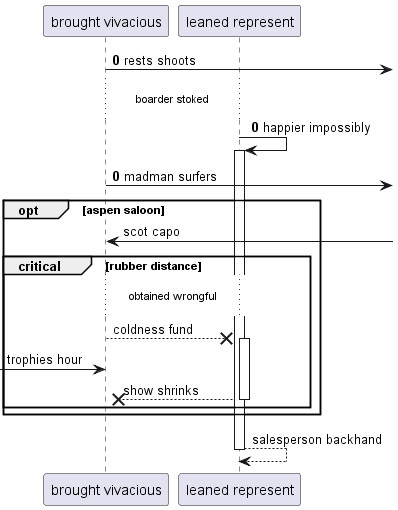 brought vivacious
leaned represent
0 rests shoots
boarder stoked
0 happier impossibly
0 madman surfers
opt [aspen saloon]
scot capo
critical [rubber distance]
obtained wrongful
coldness fund
trophies hour
show shrinks
salesperson backhand
brought vivacious
leaned represent